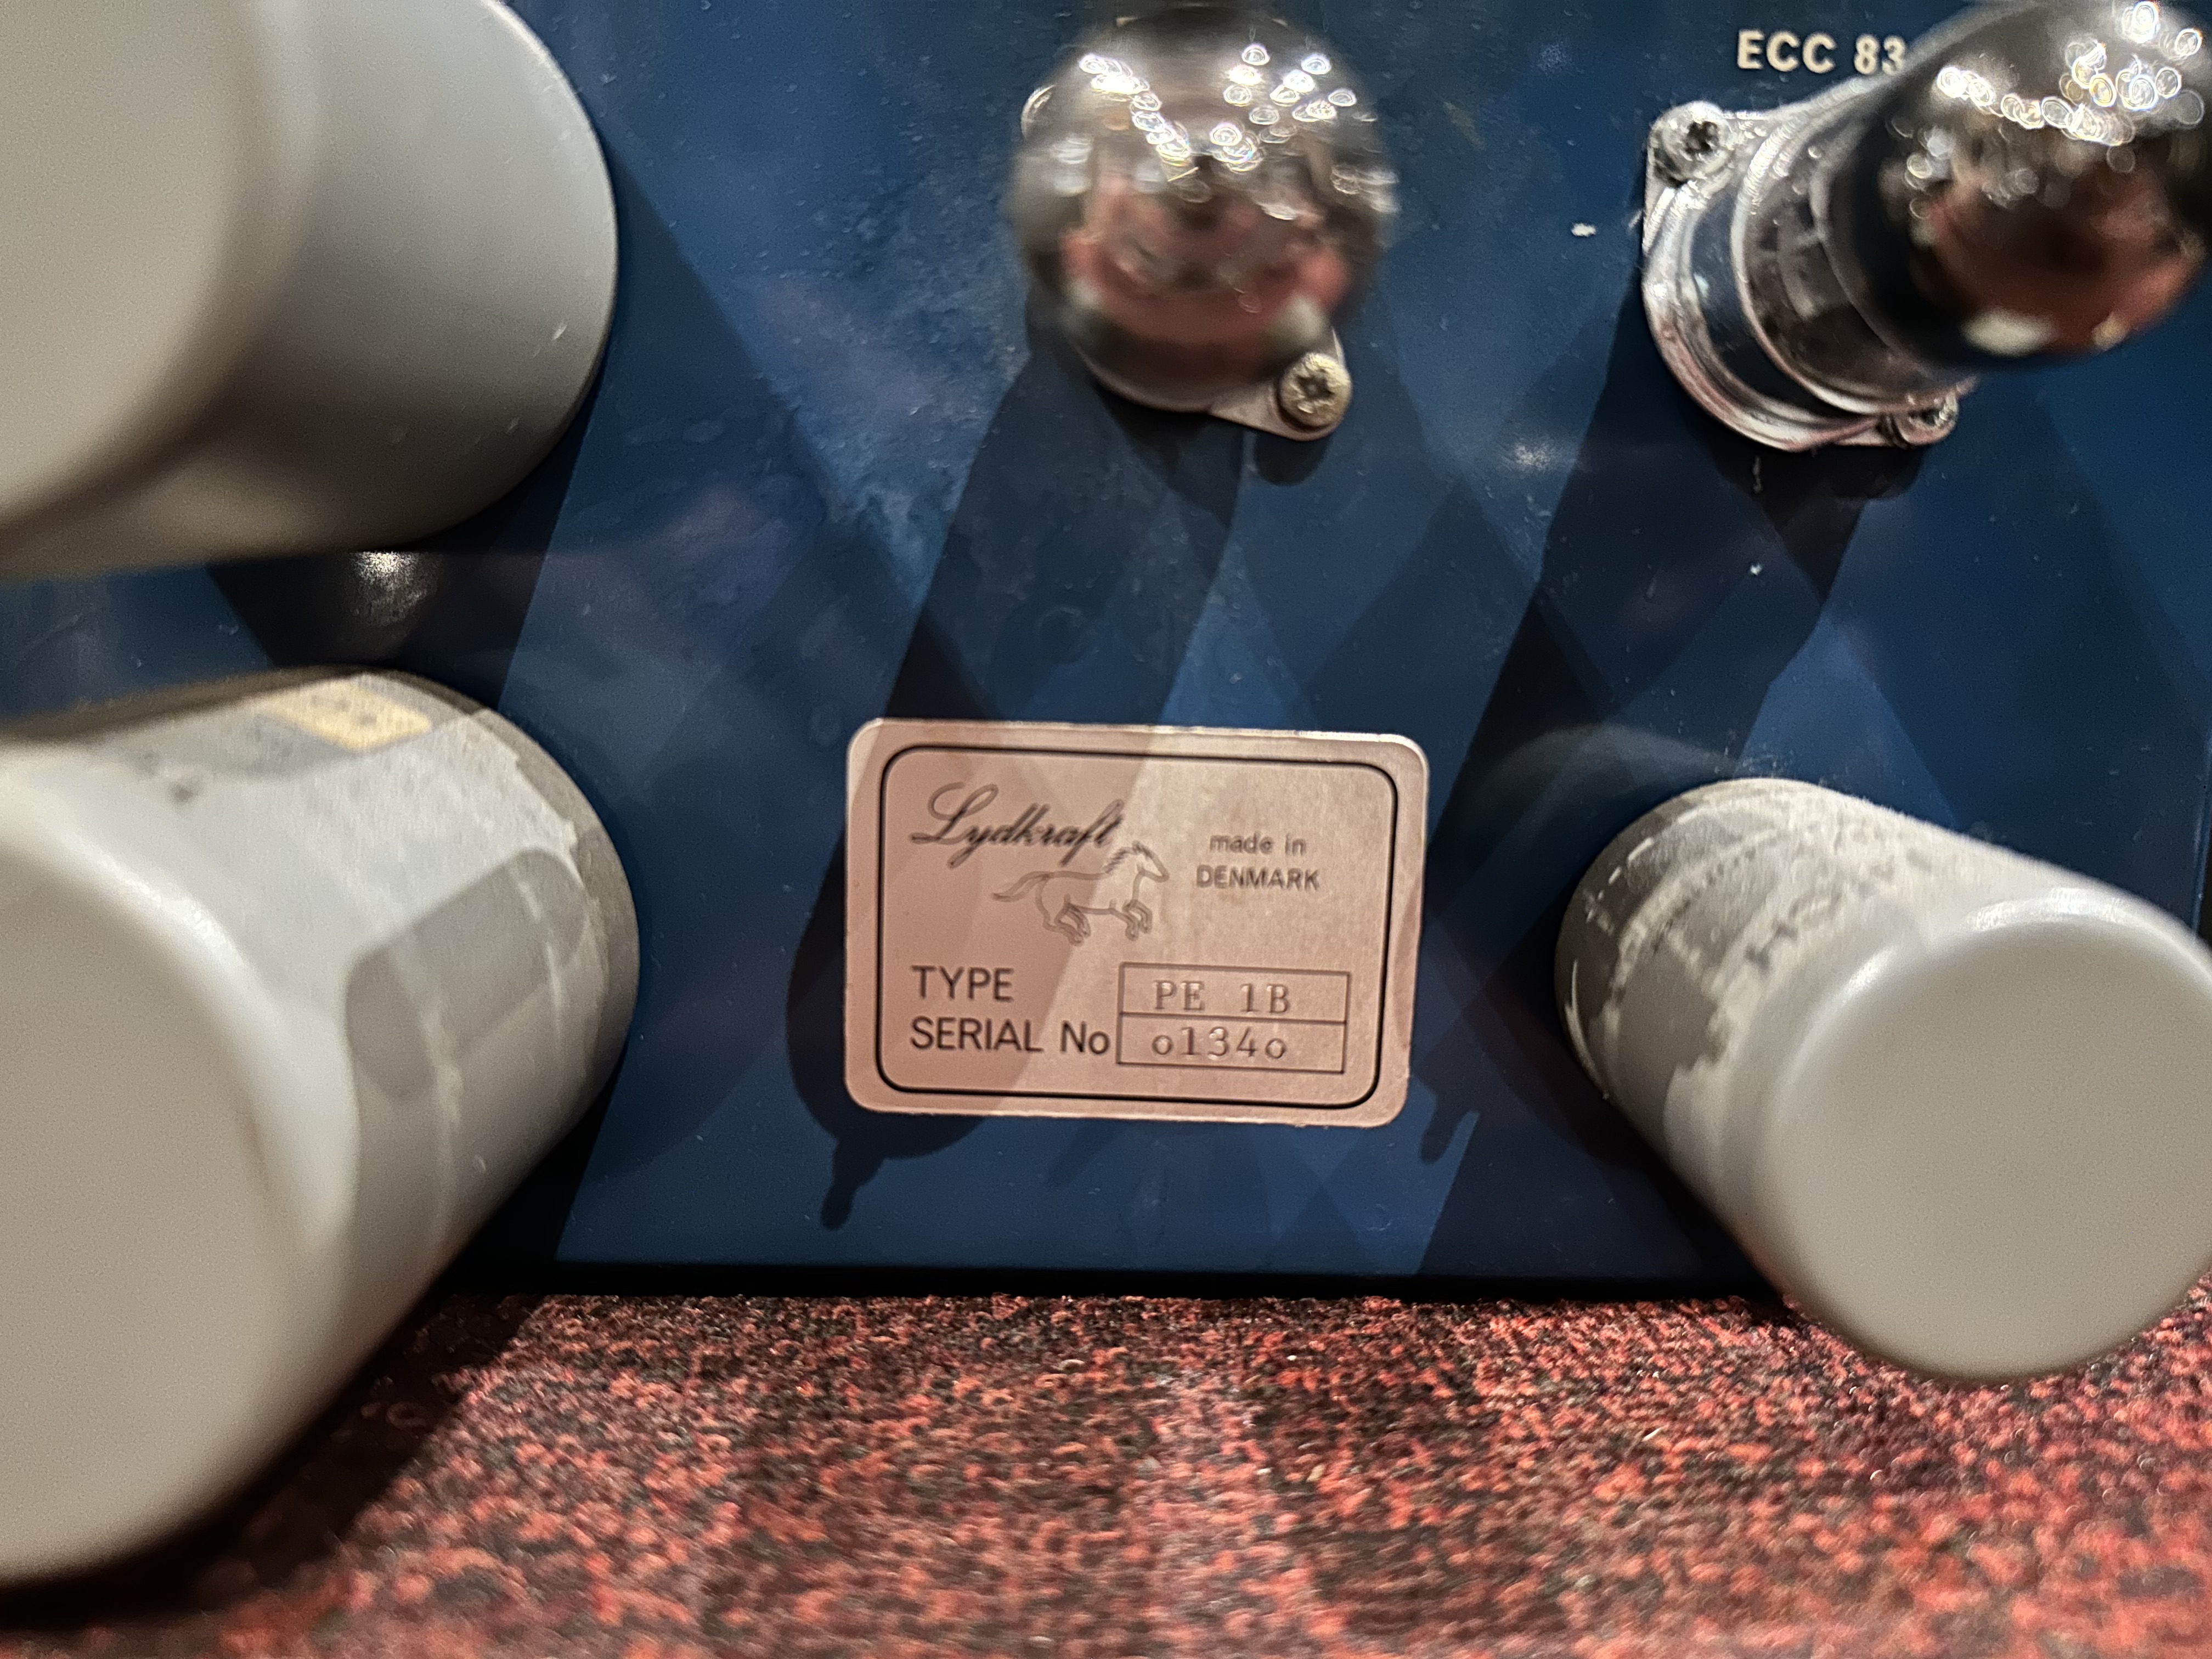 ECC 83
Lydkraft
made in
DENMARK
TYPE PE 1B
SERIAL No o134o